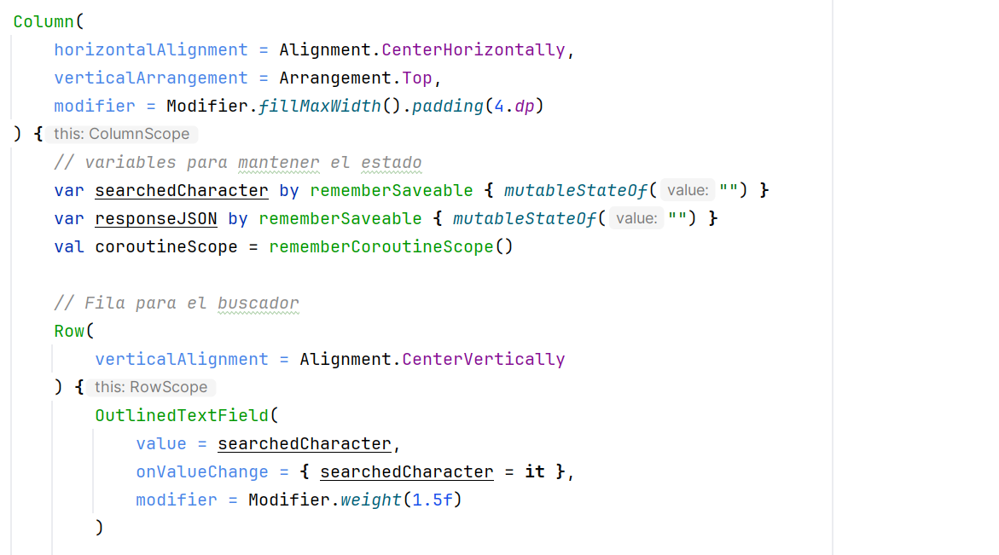 Column(
    horizontalAlignment = Alignment.CenterHorizontally,
    verticalArrangement = Arrangement.Top,
    modifier = Modifier.fillMaxWidth().padding(4.dp)
) { this: ColumnScope
    // variables para mantener el estado
    var searchedCharacter by rememberSaveable { mutableStateOf( value: "") }
    var responseJSON by rememberSaveable { mutableStateOf( value: "") }
    val coroutineScope = rememberCoroutineScope()

    // Fila para el buscador
    Row(
        verticalAlignment = Alignment.CenterVertically
    ) { this: RowScope
        OutlinedTextField(
            value = searchedCharacter,
            onValueChange = { searchedCharacter = it },
            modifier = Modifier.weight(1.5f)
        )